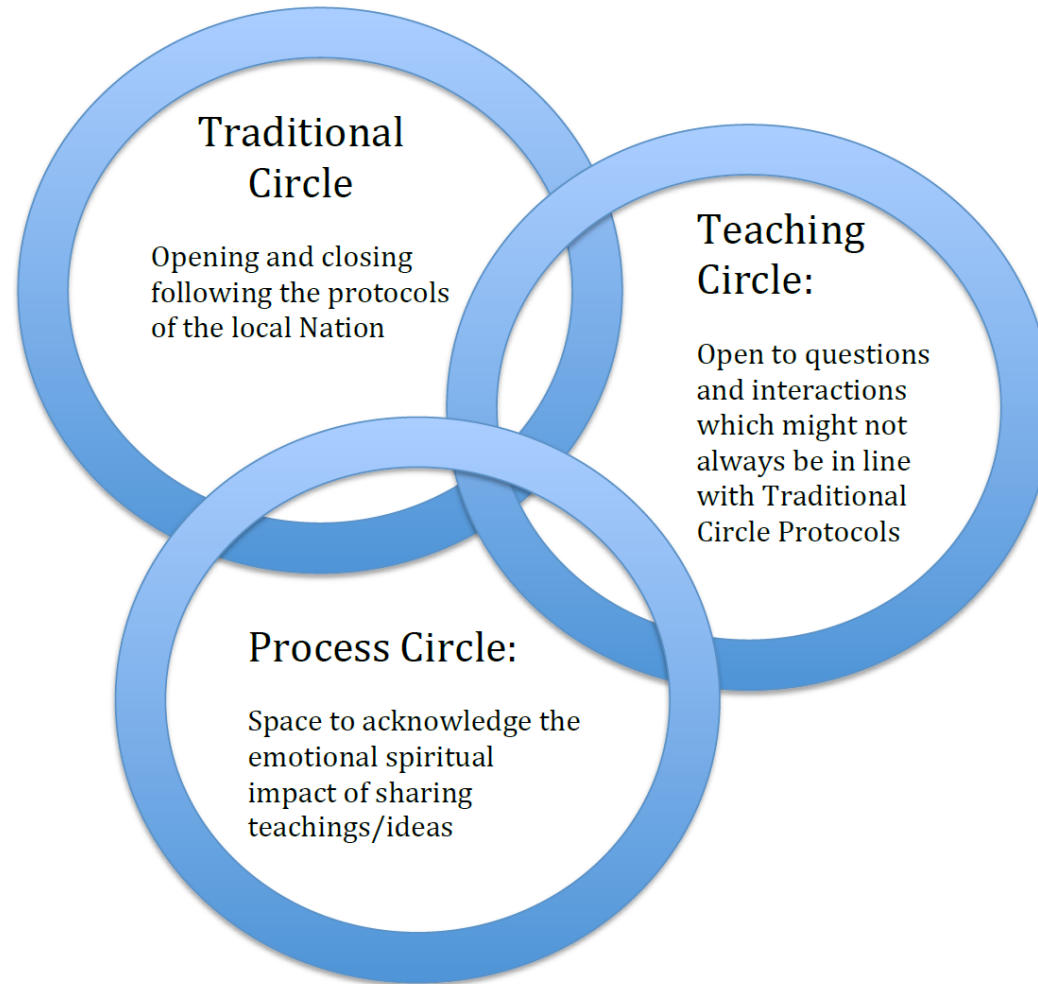 Traditional
Circle
Opening and closing
following the protocols
of the local Nation
Teaching
Circle:
Open to questions
and interactions
which might not
always be in line
with Traditional
Circle Protocols
Process Circle:
Space to acknowledge the
emotional spiritual
impact of sharing
teachings/ideas